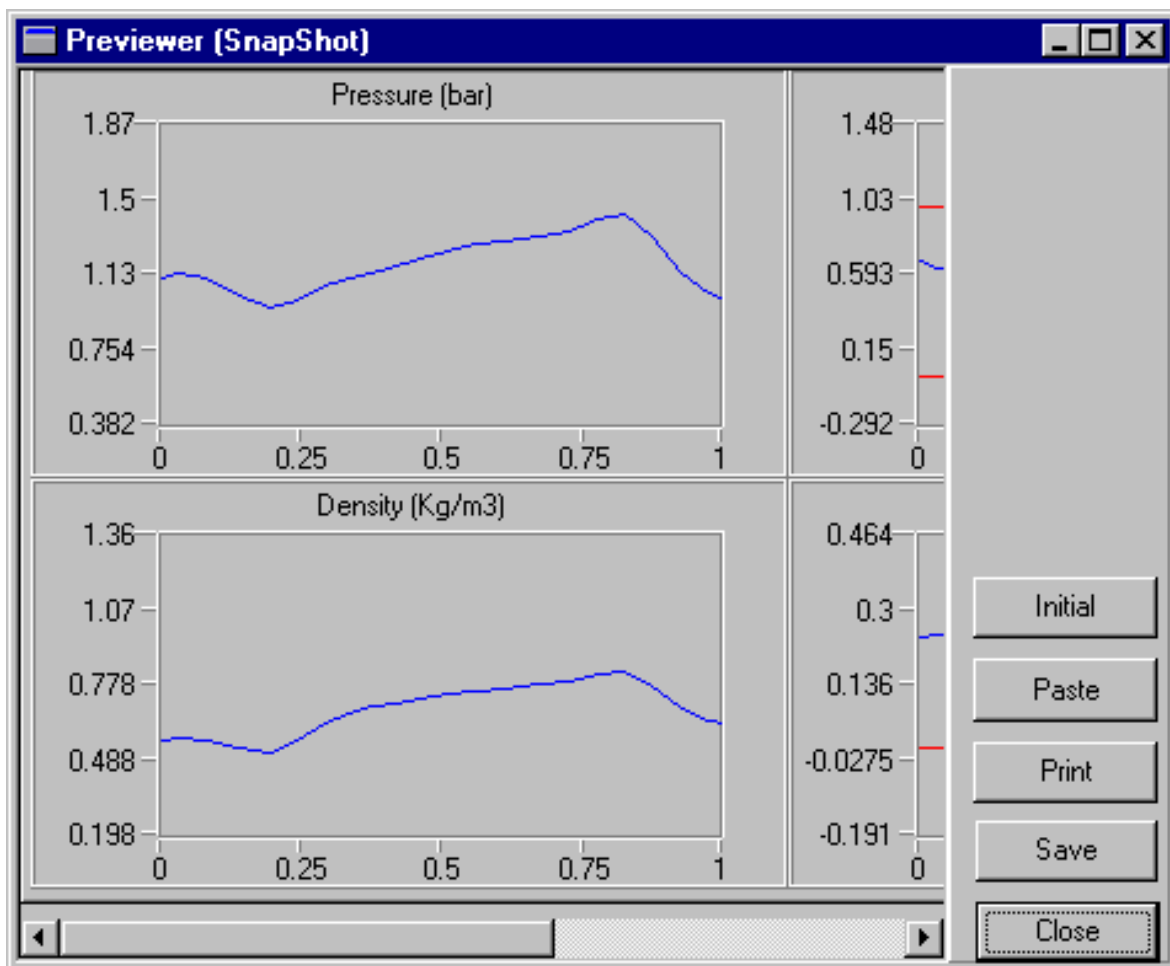 Previewer (SnapShot)
Pressure (bar)
1.87
1.5
1.13
0.754
0.382
0 0.25 0.5 0.75 1
1.48
1.03
0.593
0.15
-0.292
0
Density (Kg/m3)
1.36
1.07
0.778
0.488
0.198
0 0.25 0.5 0.75 1
0.464
0.3
0.136
-0.0275
-0.191
0
Initial
Paste
Print
Save
Close